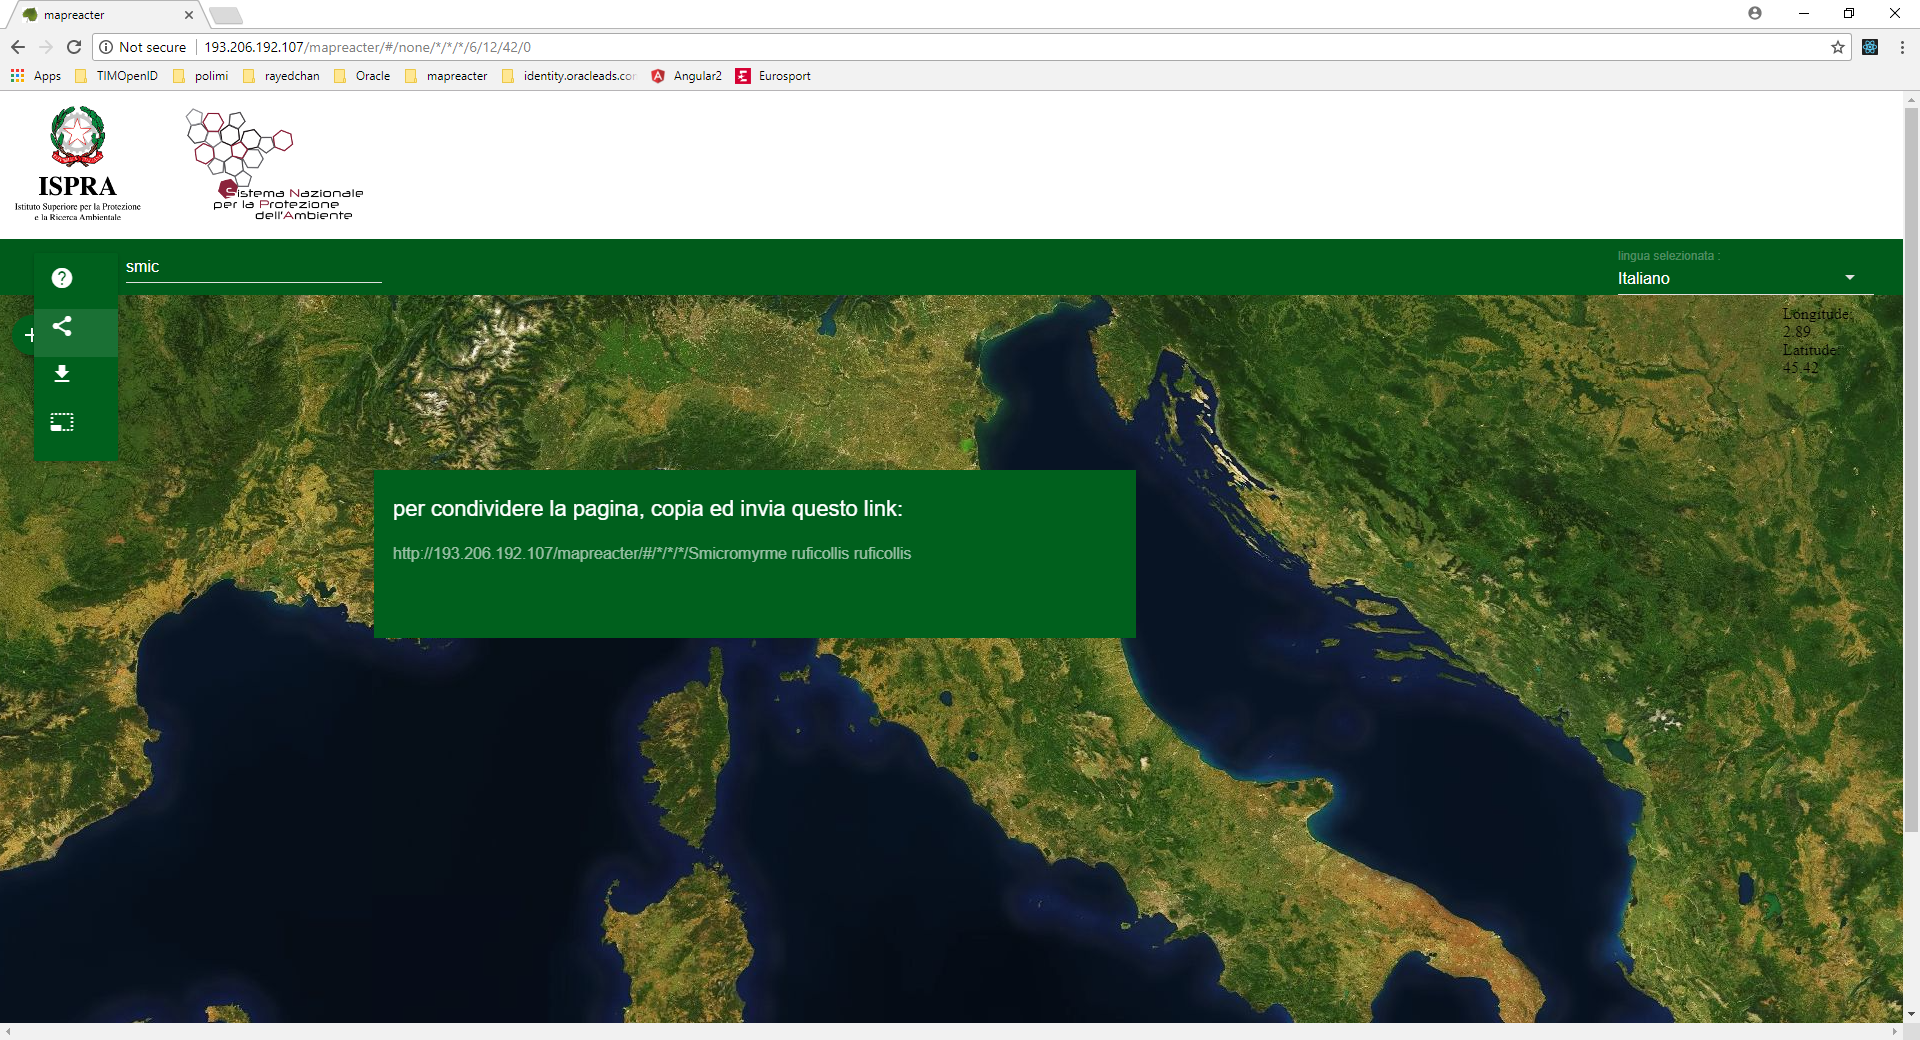 mapreacter
Not secure
193.206.192.107/mapreacter/#/none/*/*/*/6/12/42/0
Apps
TIMOpenID
polimi
rayedchan
Oracle
mapreacter
identity.oracleads.cor
Angular2
Eurosport
ISPRA
Istituto Superiore per la Protezione
e la Ricerca Ambientale
Sistema Nazionale
per la Protezione
dell'Ambiente
smic
lingua selezionata :
Italiano
Longitude:
2.89
Latitude:
45.42
per condividere la pagina, copia ed invia questo link:
http://193.206.192.107/mapreacter/#/*/*/*/Smicromyrme ruficollis ruficollis